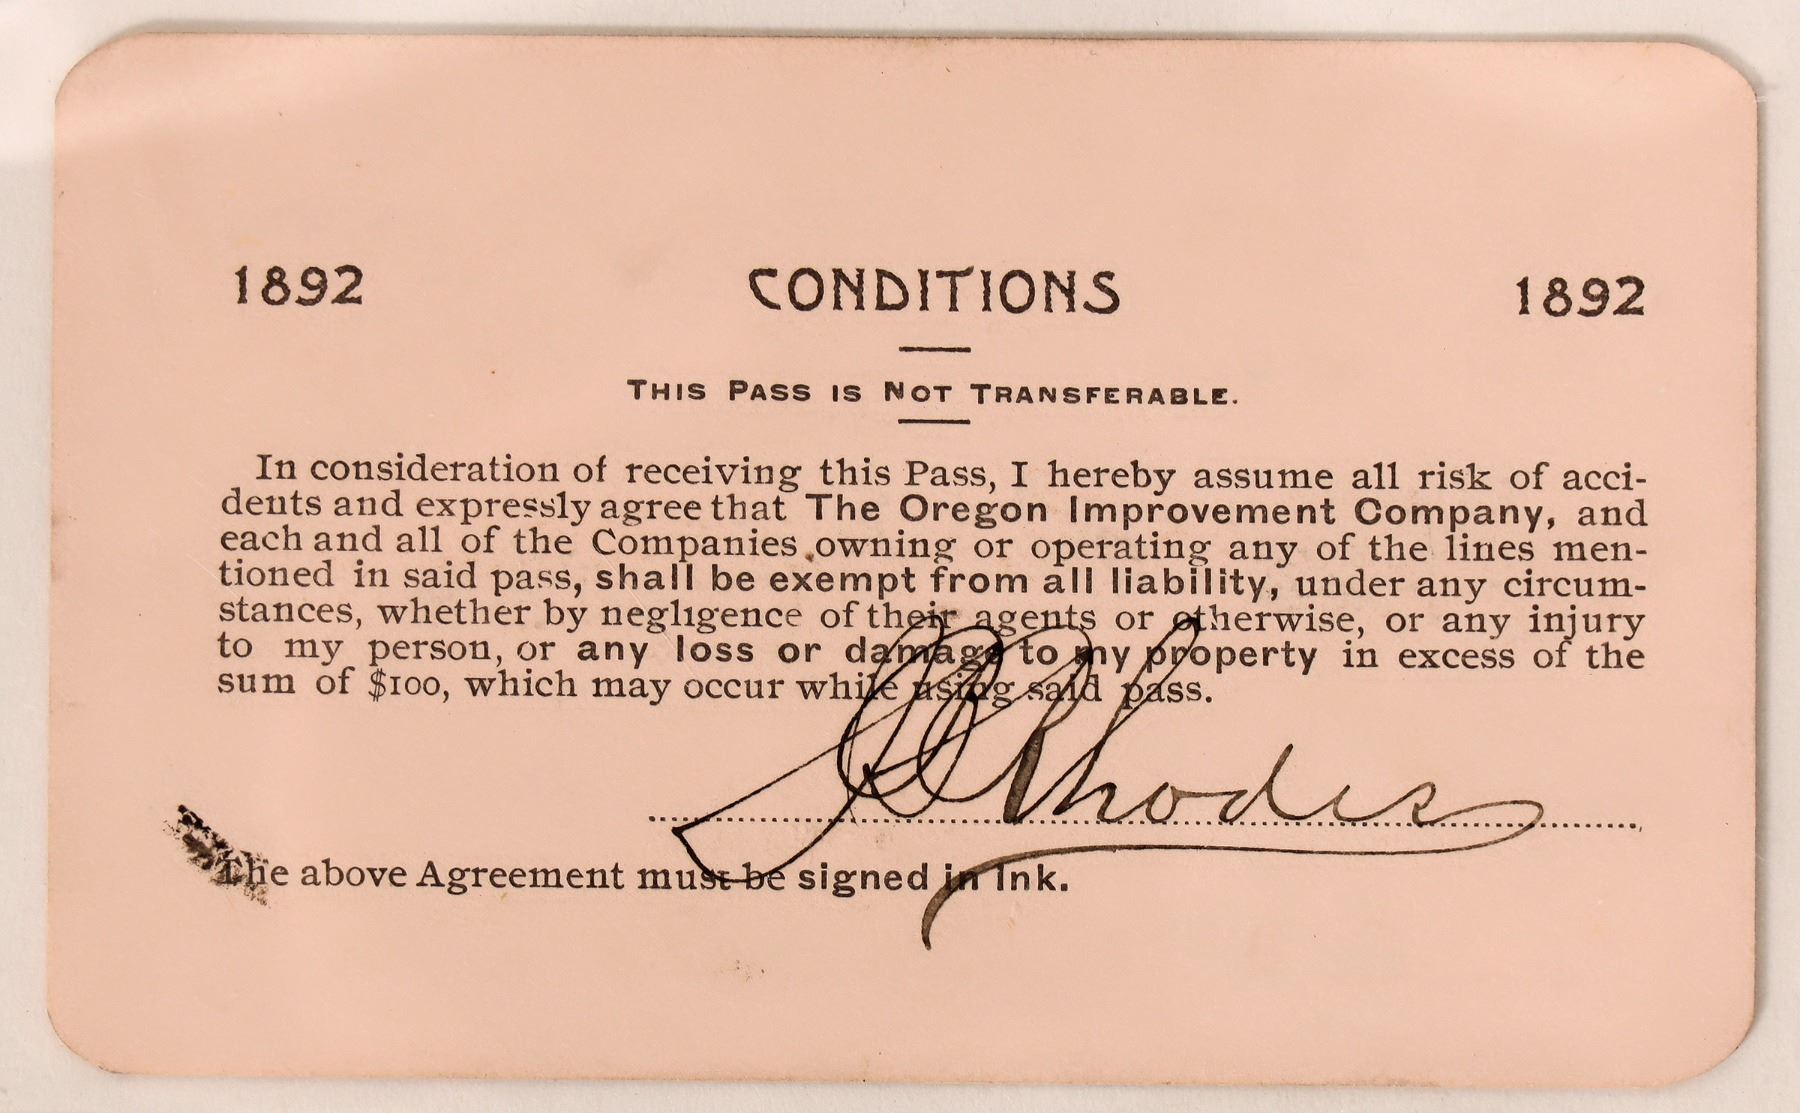 1892 CONDITIONS 1892
THIS PASS IS NOT TRANSFERABLE.
In consideration of receiving this Pass, I hereby assume all risk of acci-
dents and expressly agree that The Oregon Improvement Company, and
each and all of the Companies owning or operating any of the lines men-
tioned in said pass, shall be exempt from all liability, under any circum-
stances, whether by negligence of their agents or otherwise, or any injury
to my person, or any loss or damage to my property in excess of the
sum of $100, which may occur while using said pass.
Rhodes
The above Agreement must be signed in Ink.